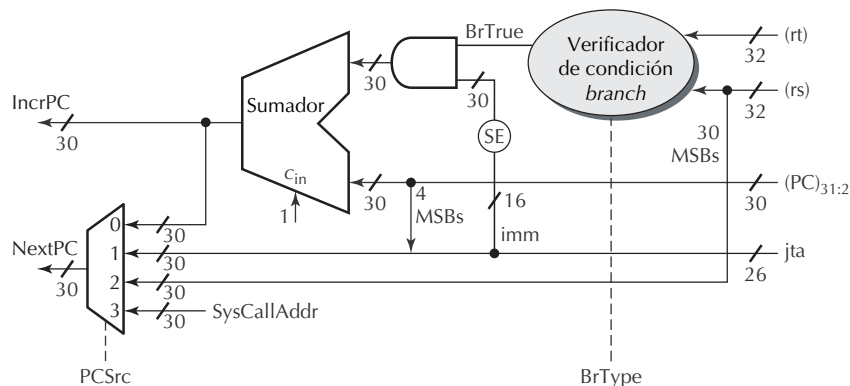 BrTrue
Verificador
de condición
branch
(rt)
32
30
30
(rs)
32
IncrPC
30
Sumador
SE
30
MSBs
c_in
1
30
4
MSBs
16
(PC)31:2
30
imm
0
30
NextPC
30
1
30
jta
26
2
30
3
30
SysCallAddr
PCSrc
BrType